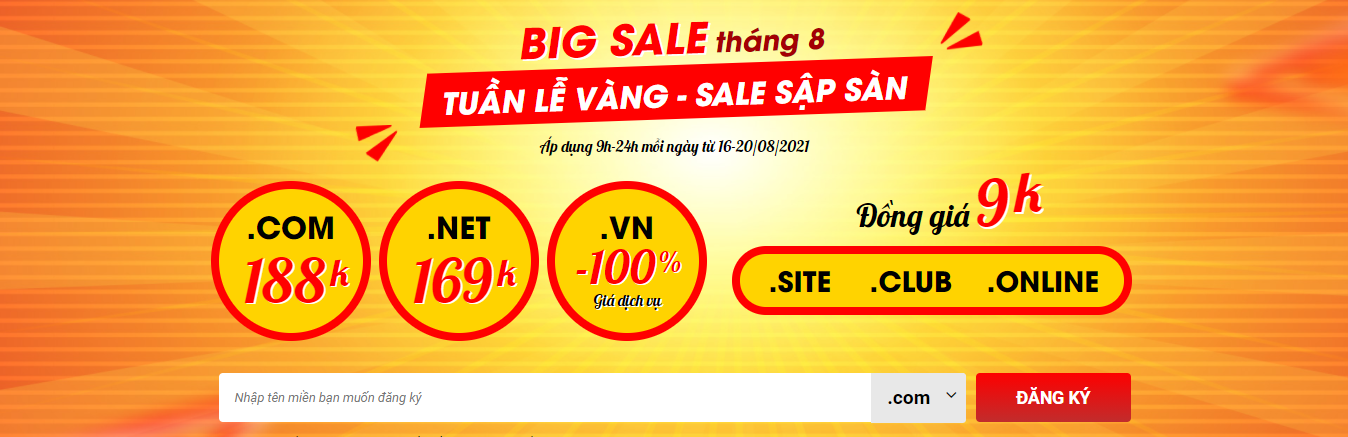 BIG SALE tháng 8
TUẦN LỄ VÀNG - SALE SẬP SÀN
Áp dụng 9h-24h mỗi ngày từ 16-20/08/2021
.COM
188k
.NET
169k
.VN
-100%
Giá dịch vụ
Đồng giá 9k
.SITE .CLUB .ONLINE
Nhập tên miền bạn muốn đăng ký
.com
ĐĂNG KÝ